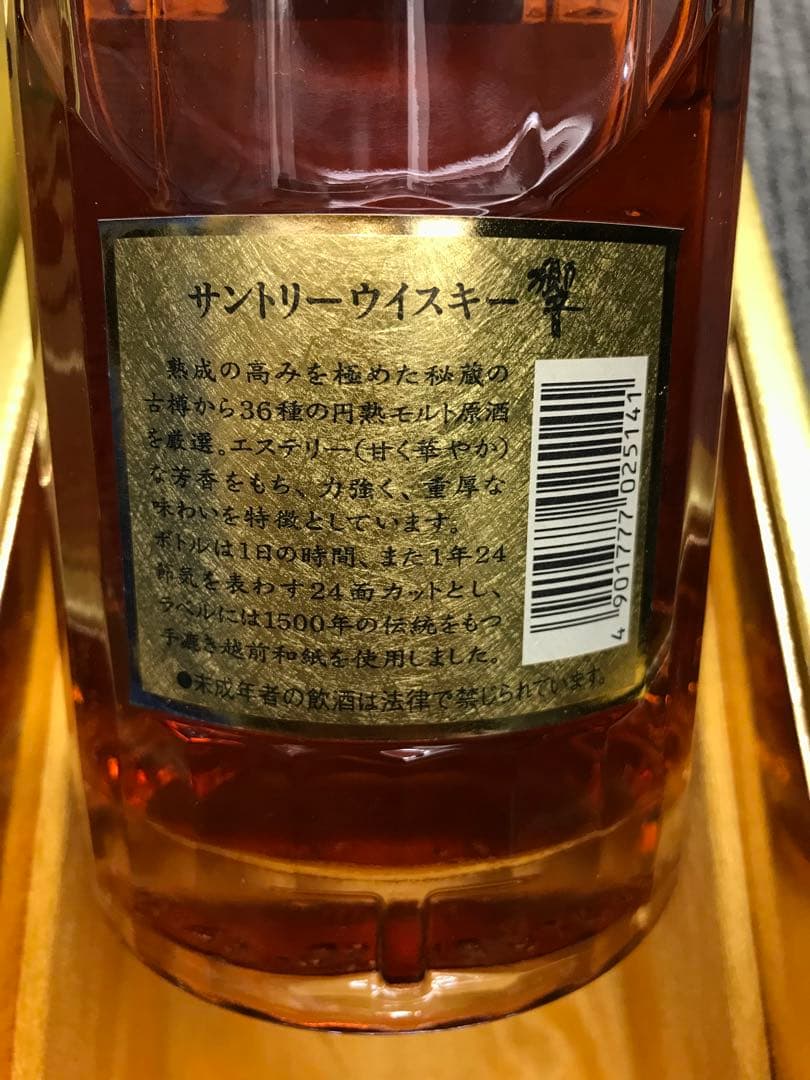 サントリーウイスキー 響
熟成の高みを極めた秘蔵の
古樽から36種の円熟モルト原酒
を厳選。エステリー(甘く華やか)
な芳香をもち、力強く、重厚な
味わいを特徴としています。
ボトルは1日の時間、また1年24
節気を表わす24面カットとし、
ラベルには1500年の伝統をもつ
手漉き越前和紙を使用しました。
●未成年者の飲酒は法律で禁じられています。
4 901777 025141